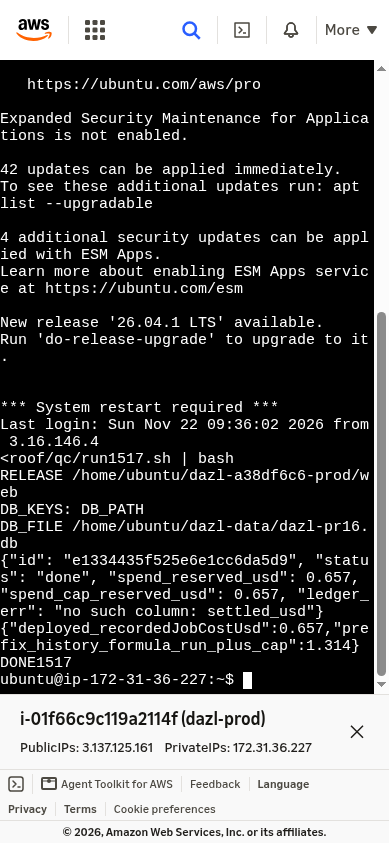 aws
More
https://ubuntu.com/aws/pro
Expanded Security Maintenance for Applica
tions is not enabled.
42 updates can be applied immediately.
To see these additional updates run: apt
list --upgradable
4 additional security updates can be appl
ied with ESM Apps.
Learn more about enabling ESM Apps servic
e at https://ubuntu.com/esm
New release '26.04.1 LTS' available.
Run 'do-release-upgrade' to upgrade to it
.
*** System restart required ***
Last login: Sun Nov 22 09:36:02 2026 from
 3.16.146.4
<roof/qc/run1517.sh | bash
RELEASE /home/ubuntu/dazl-a38df6c6-prod/w
eb
DB_KEYS: DB_PATH
DB_FILE /home/ubuntu/dazl-data/dazl-pr16.
db
{"id": "e1334435f525e6e1cc6da5d9", "statu
s": "done", "spend_reserved_usd": 0.657,
"spend_cap_reserved_usd": 0.657, "ledger_
err": "no such column: settled_usd"}
{"deployed_recordedJobCostUsd":0.657,"pre
fix_history_formula_run_plus_cap":1.314}
DONE1517
ubuntu@ip-172-31-36-227:~$
i-01f66c9c119a2114f (dazl-prod)
PublicIPs: 3.137.125.161 PrivateIPs: 172.31.36.227
Agent Toolkit for AWS Feedback Language
Privacy Terms Cookie preferences
© 2026, Amazon Web Services, Inc. or its affiliates.